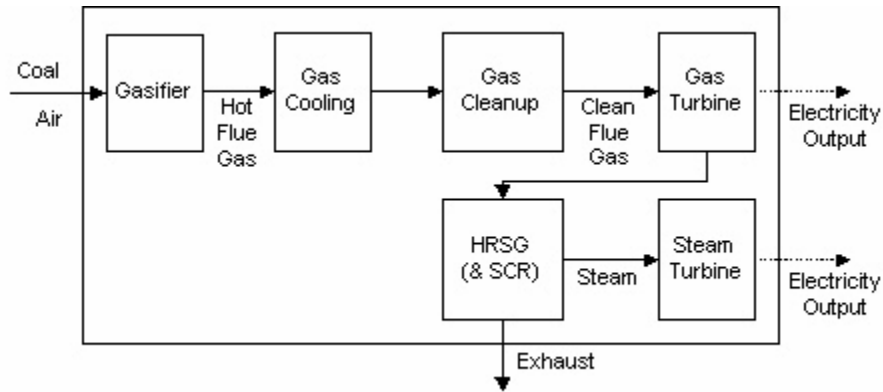 Coal
Air
Gasifier
Hot
Flue
Gas
Gas
Cooling
Gas
Cleanup
Clean
Flue
Gas
Gas
Turbine
Electricity
Output
HRSG
(& SCR)
Steam
Steam
Turbine
Electricity
Output
Exhaust